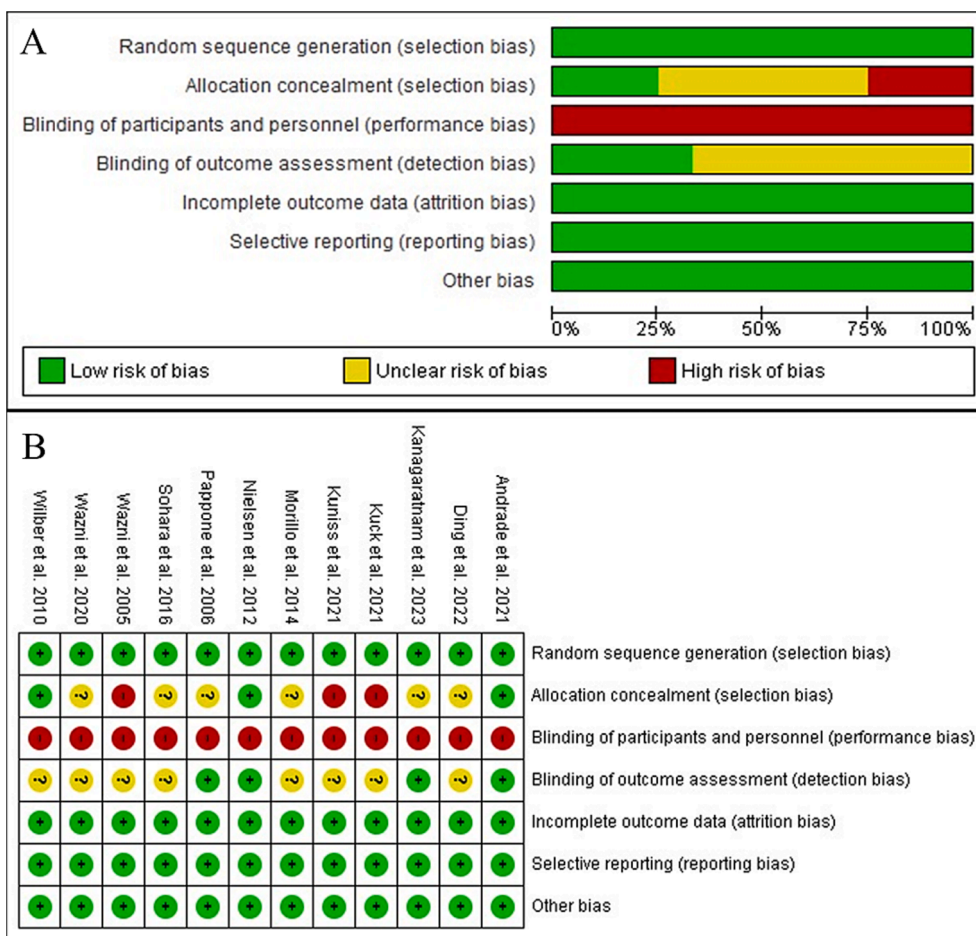 A
Random sequence generation (selection bias)
Allocation concealment (selection bias)
Blinding of participants and personnel (performance bias)
Blinding of outcome assessment (detection bias)
Incomplete outcome data (attrition bias)
Selective reporting (reporting bias)
Other bias
0% 25% 50% 75% 100%
Low risk of bias Unclear risk of bias High risk of bias
B
Wilber et al. 2010
Wazni et al. 2020
Wazni et al. 2005
Sohara et al. 2016
Pappone et al. 2006
Nielsen et al. 2012
Morillo et al. 2014
Kuniss et al. 2021
Kuck et al. 2021
Kanagaratnam et al. 2023
Ding et al. 2022
Andrade et al. 2021
+ + + + + + + + + + + + Random sequence generation (selection bias)
+ ? - ? ? + ? - - ? ? + Allocation concealment (selection bias)
- - - - - - - - - - - - Blinding of participants and personnel (performance bias)
? ? ? ? + + ? ? ? + ? + Blinding of outcome assessment (detection bias)
+ + + + + + + + + + + + Incomplete outcome data (attrition bias)
+ + + + + + + + + + + + Selective reporting (reporting bias)
+ + + + + + + + + + + + Other bias